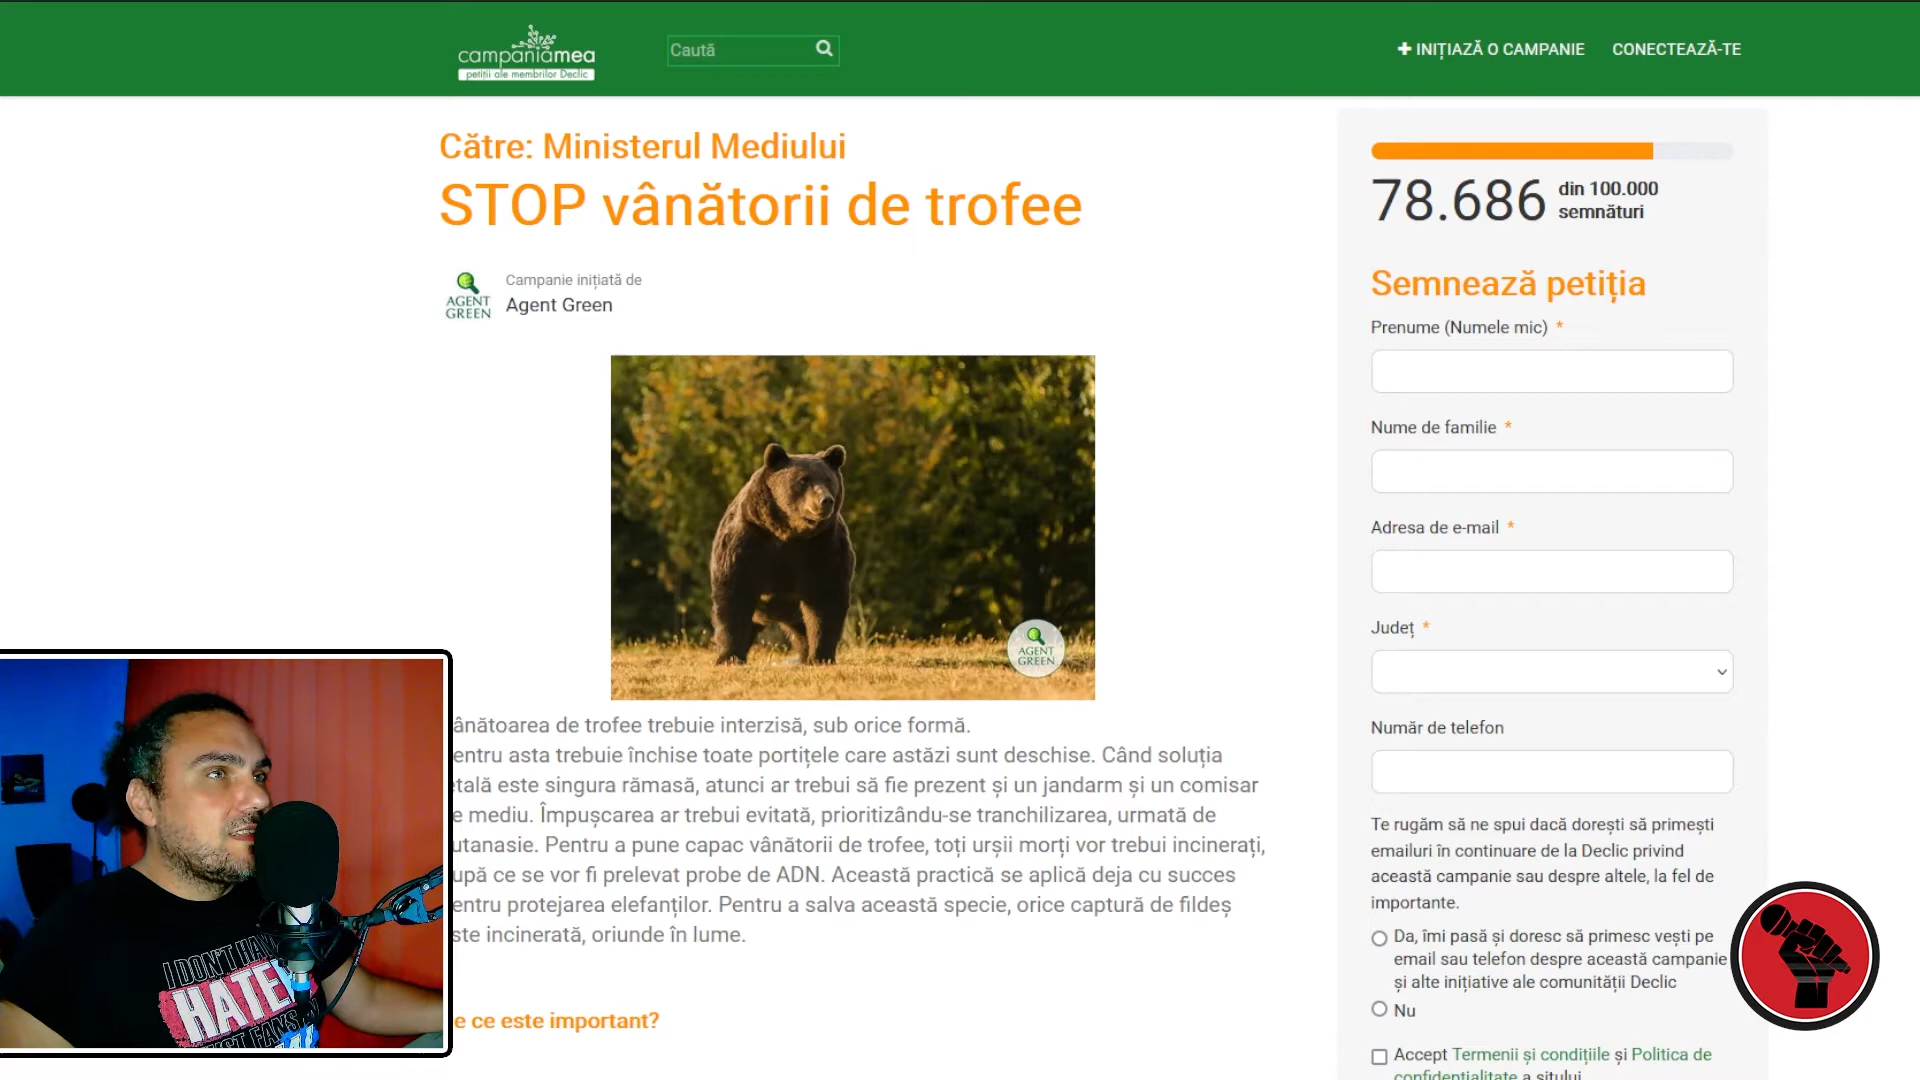 campaniamea
petiții ale membrilor Declic
Caută
INIȚIAZĂ O CAMPANIE
CONECTEAZĂ-TE
Către: Ministerul Mediului
STOP vânătorii de trofee
AGENT
GREEN
Campanie inițiată de
Agent Green
AGENT
GREEN
ânătoarea de trofee trebuie interzisă, sub orice formă.
entru asta trebuie închise toate portițele care astăzi sunt deschise. Când soluția
etală este singura rămasă, atunci ar trebui să fie prezent și un jandarm și un comisar
e mediu. Împușcarea ar trebui evitată, prioritizându-se tranchilizarea, urmată de
utanasie. Pentru a pune capac vânătorii de trofee, toți urșii morți vor trebui incinerați,
upă ce se vor fi prelevat probe de ADN. Această practică se aplică deja cu succes
entru protejarea elefanților. Pentru a salva această specie, orice captură de fildeș
ste incinerată, oriunde în lume.
e ce este important?
78.686
din 100.000
semnături
Semnează petiția
Prenume (Numele mic) *
Nume de familie *
Adresa de e-mail *
Județ *
Număr de telefon
Te rugăm să ne spui dacă dorești să primești
emailuri în continuare de la Declic privind
această campanie sau despre altele, la fel de
importante.
Da, îmi pasă și doresc să primesc vești pe
email sau telefon despre această campanie
și alte inițiative ale comunității Declic
Nu
Accept Termenii și condițiile și Politica de
confidențialitate a sitului
I DON'T HA
HATE
FANS